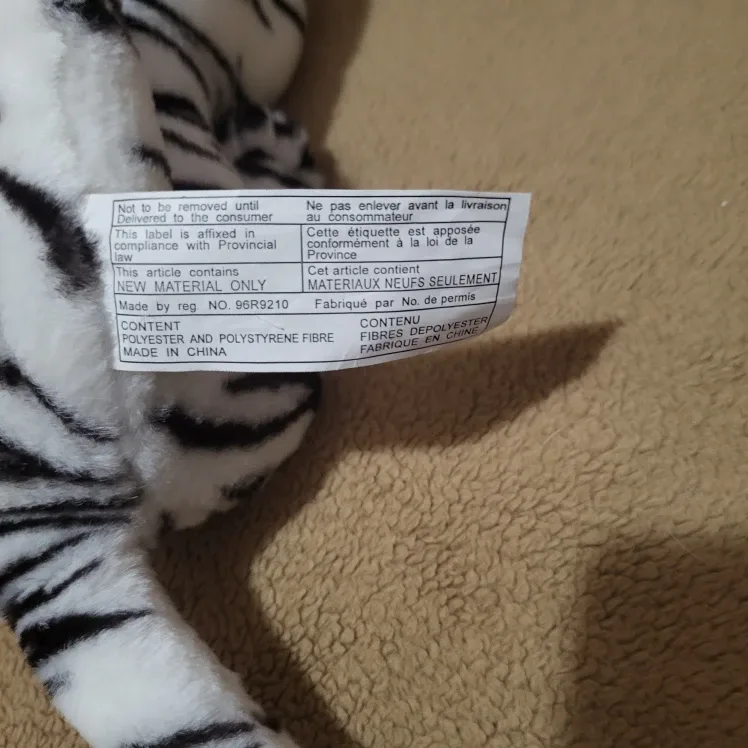 Not to be removed until
Delivered to the consumer
Ne pas enlever avant la livraison
au consommateur
This label is affixed in
compliance with Provincial
law
Cette étiquette est apposée
conformément à la loi de la
Province
This article contains
NEW MATERIAL ONLY
Cet article contient
MATERIAUX NEUFS SEULEMENT
Made by reg. NO. 96R9210
Fabriqué par No. de permis
CONTENT
POLYESTER AND POLYSTYRENE FIBRE
MADE IN CHINA
CONTENU
FIBRES DEPOLYESTER
FABRIQUE EN CHINE